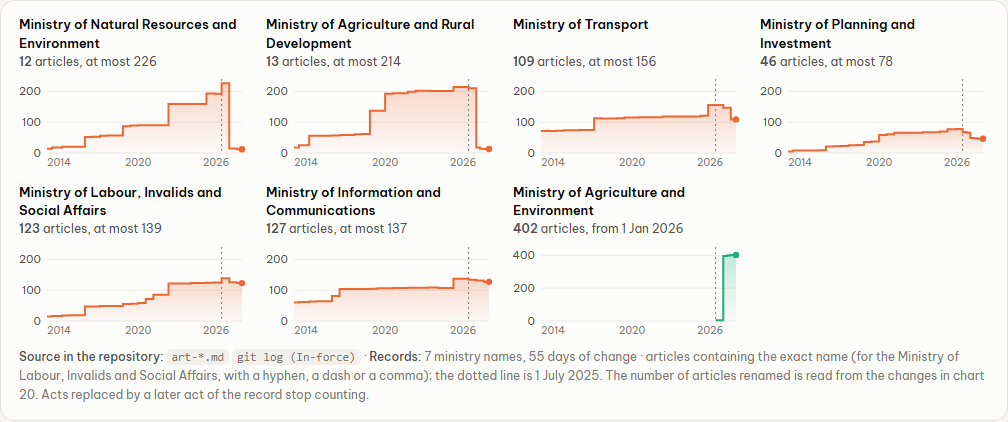 Ministry of Natural Resources and
Environment
12 articles, at most 226
200
100
0
2014
2020
2026
Ministry of Agriculture and Rural
Development
13 articles, at most 214
200
100
0
2014
2020
2026
Ministry of Transport
109 articles, at most 156
200
100
0
2014
2020
2026
Ministry of Planning and
Investment
46 articles, at most 78
200
100
0
2014
2020
2026
Ministry of Labour, Invalids and
Social Affairs
123 articles, at most 139
200
100
0
2014
2020
2026
Ministry of Information and
Communications
127 articles, at most 137
200
100
0
2014
2020
2026
Ministry of Agriculture and
Environment
402 articles, from 1 Jan 2026
400
200
0
2014
2020
2026
Source in the repository: art-*.md git log (In-force) · Records: 7 ministry names, 55 days of change · articles containing the exact name (for the Ministry of
Labour, Invalids and Social Affairs, with a hyphen, a dash or a comma); the dotted line is 1 July 2025. The number of articles renamed is read from the changes in chart
20. Acts replaced by a later act of the record stop counting.